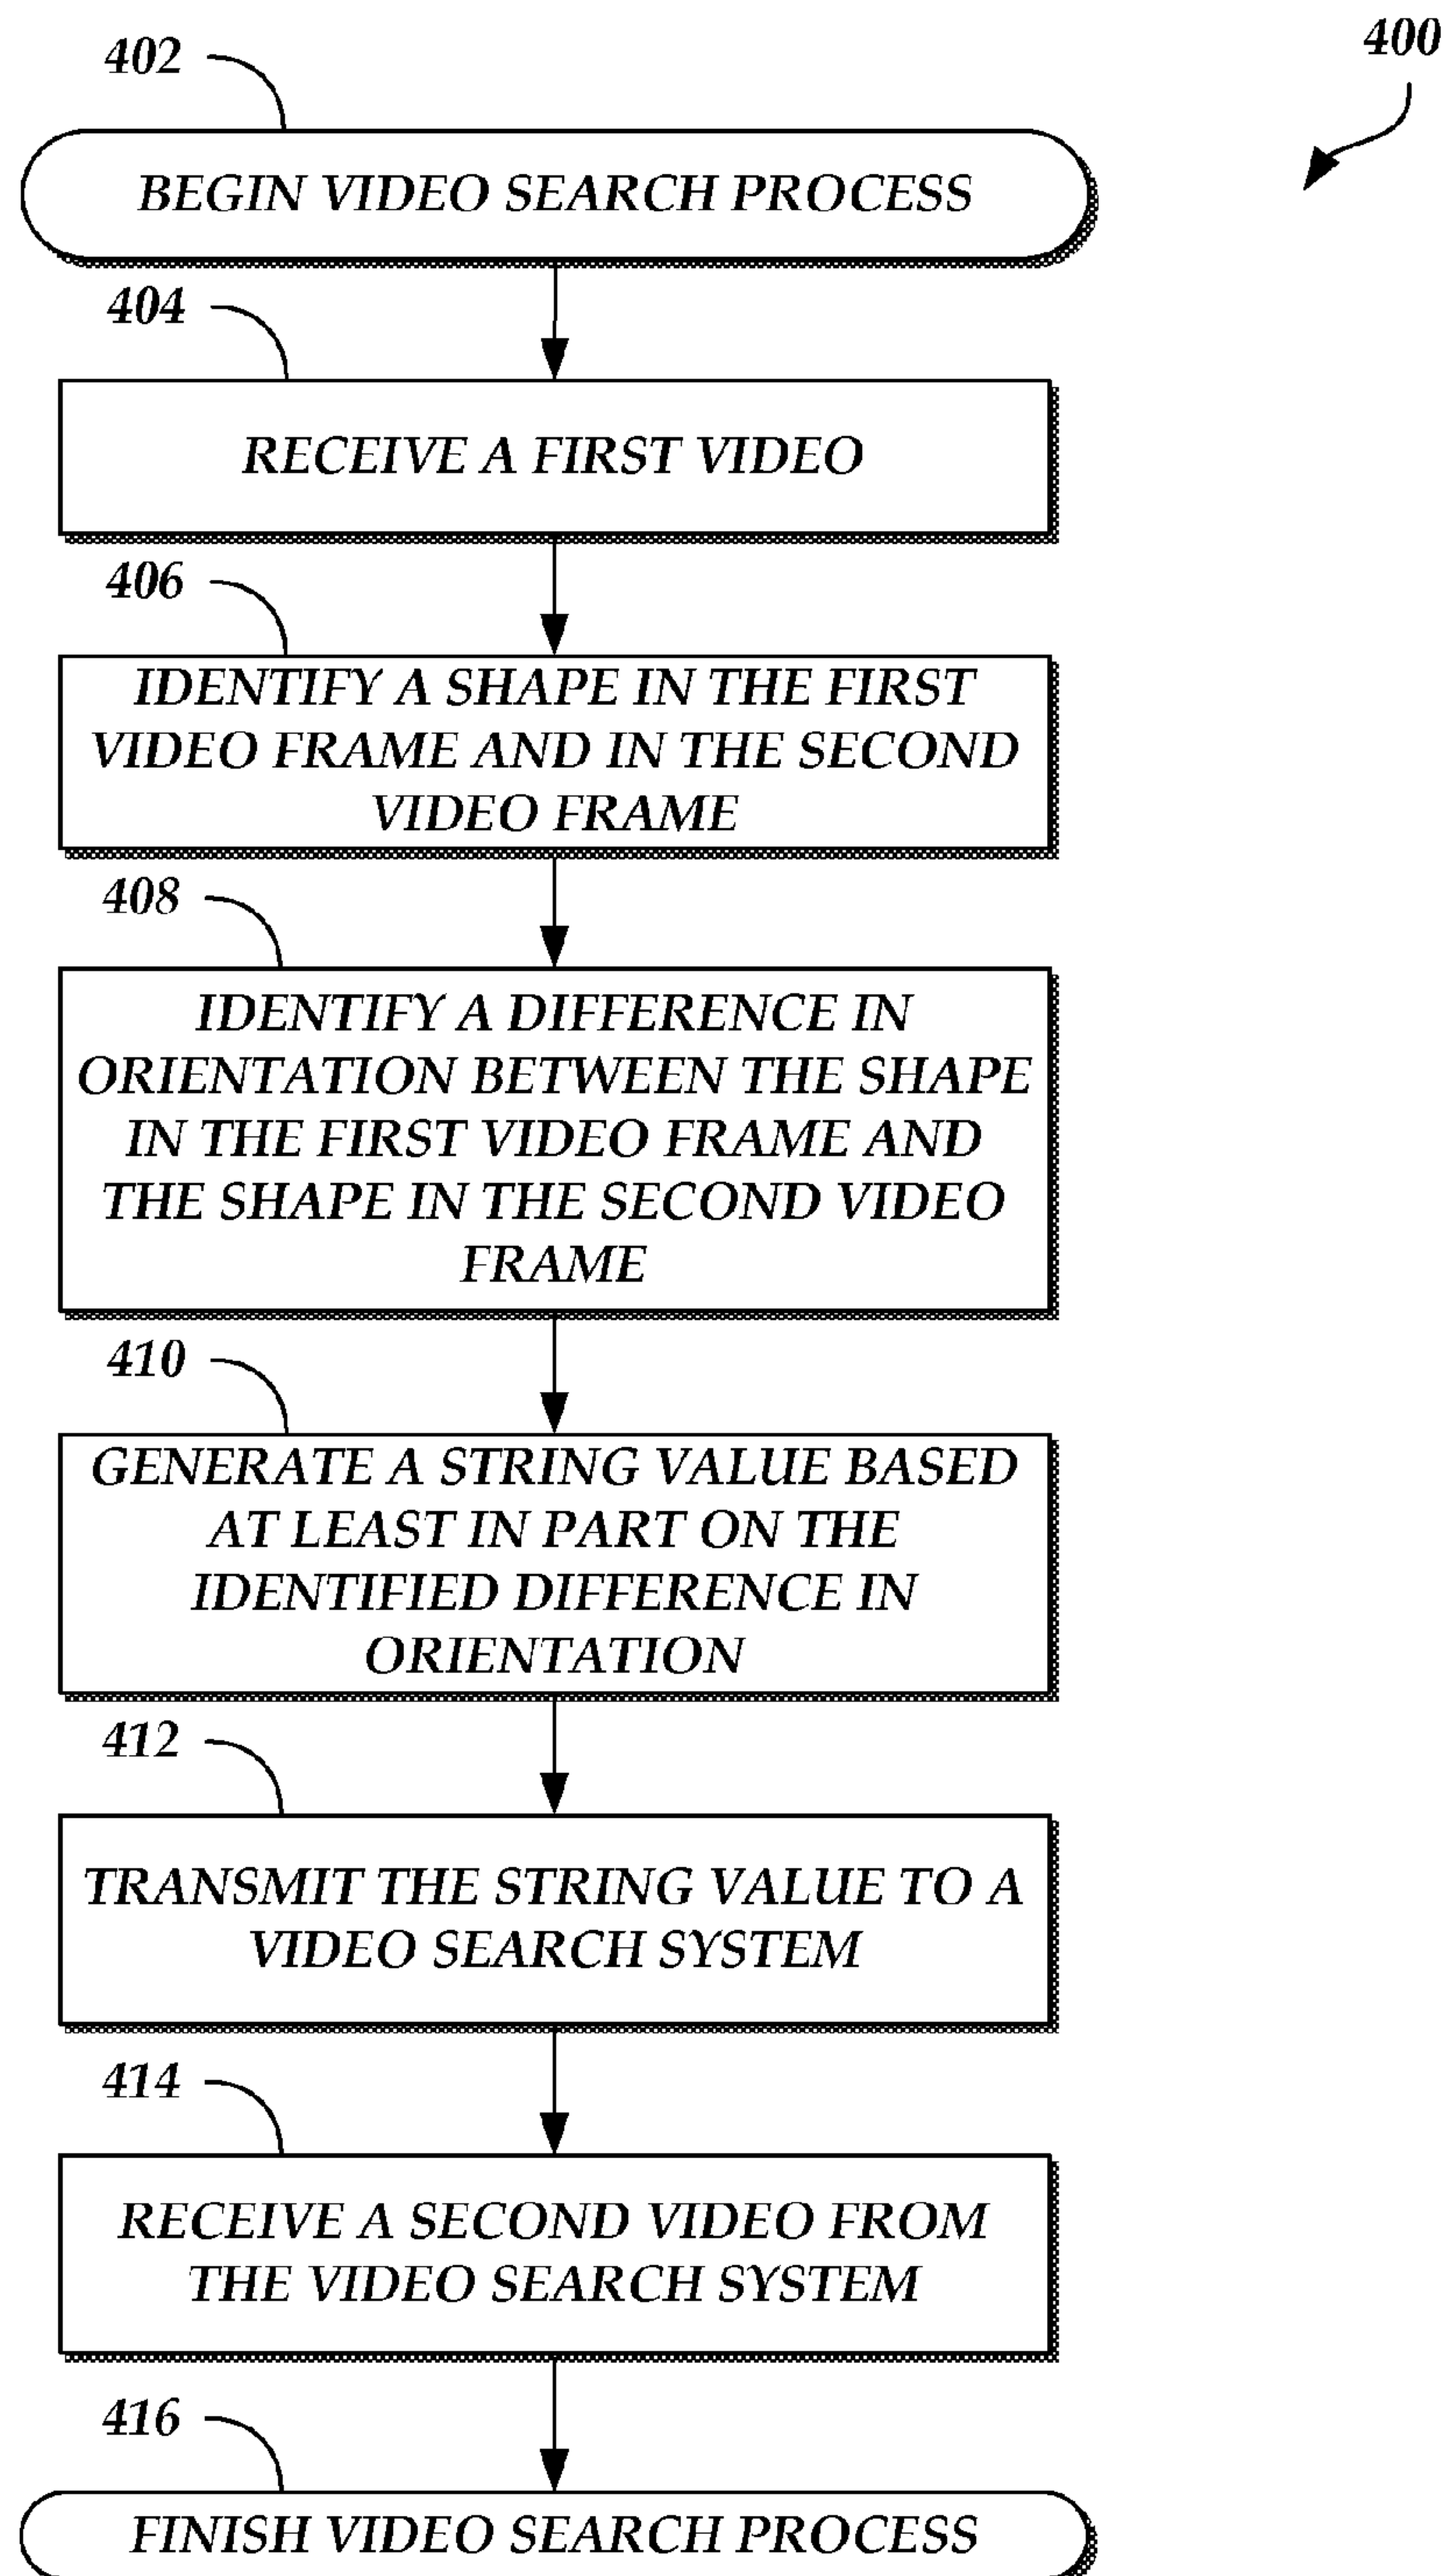 400
402
BEGIN VIDEO SEARCH PROCESS
404
RECEIVE A FIRST VIDEO
406
IDENTIFY A SHAPE IN THE FIRST
VIDEO FRAME AND IN THE SECOND
VIDEO FRAME
408
IDENTIFY A DIFFERENCE IN
ORIENTATION BETWEEN THE SHAPE
IN THE FIRST VIDEO FRAME AND
THE SHAPE IN THE SECOND VIDEO
FRAME
410
GENERATE A STRING VALUE BASED
AT LEAST IN PART ON THE
IDENTIFIED DIFFERENCE IN
ORIENTATION
412
TRANSMIT THE STRING VALUE TO A
VIDEO SEARCH SYSTEM
414
RECEIVE A SECOND VIDEO FROM
THE VIDEO SEARCH SYSTEM
416
FINISH VIDEO SEARCH PROCESS